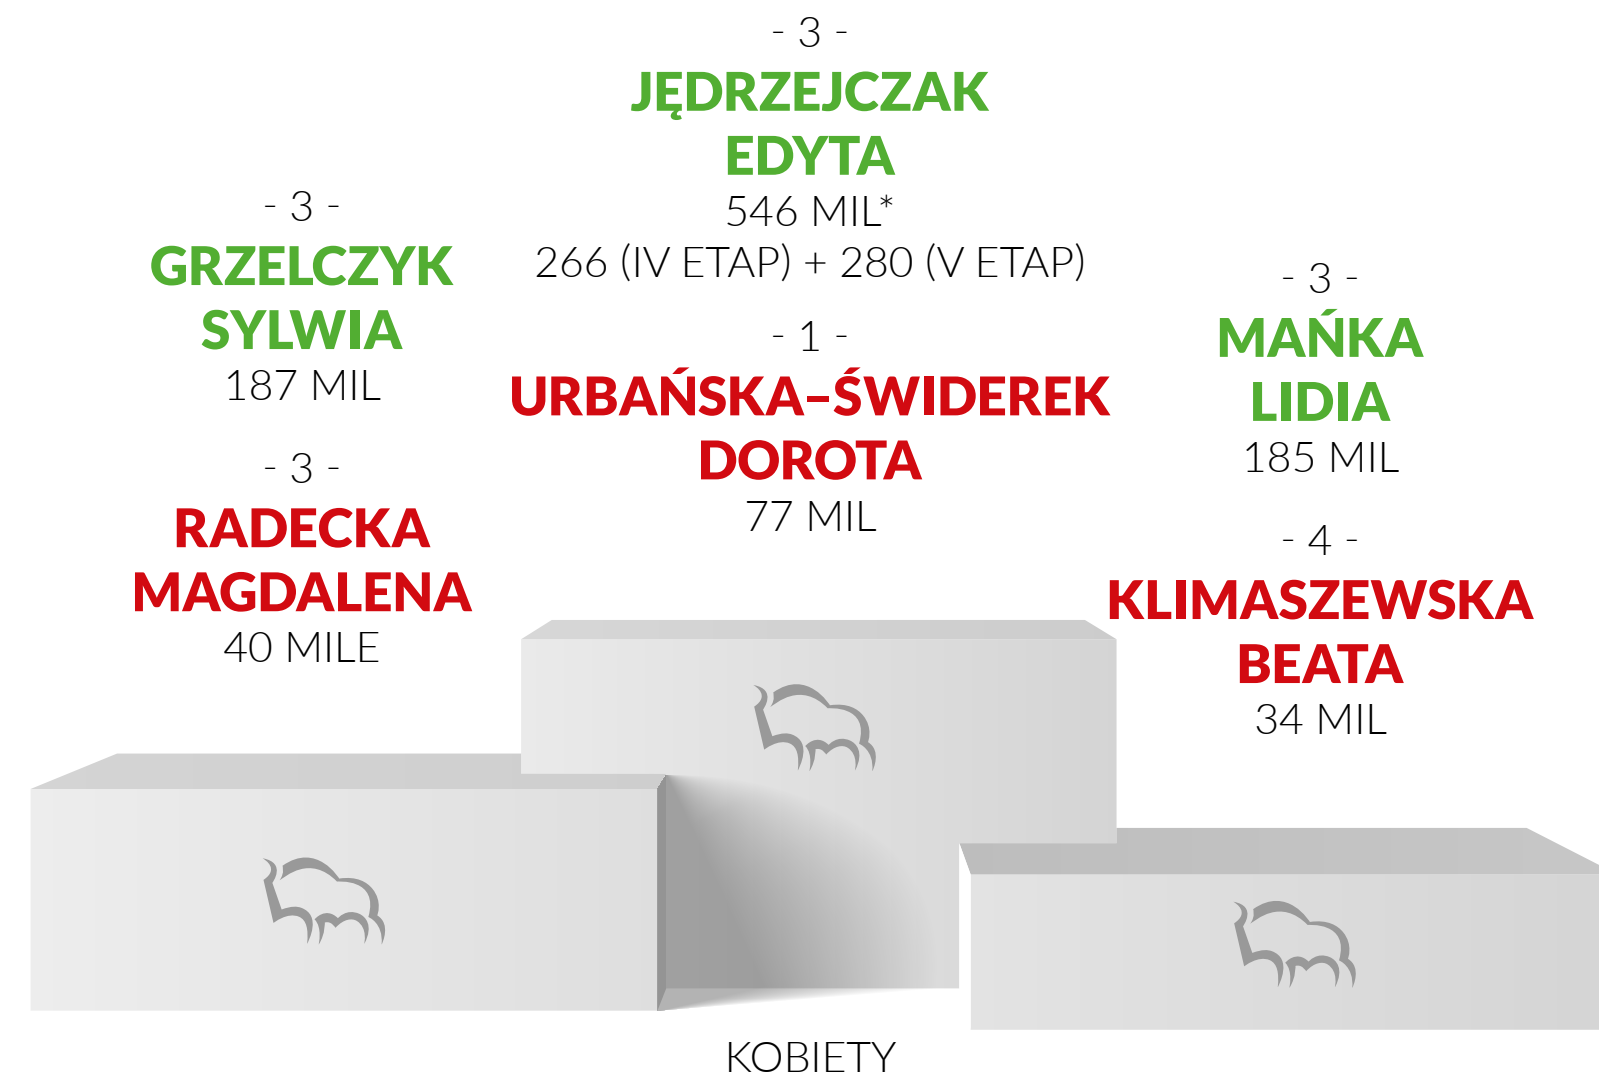 - 3 -
JĘDRZEJCZAK
EDYTA
546 MIL*
266 (IV ETAP) + 280 (V ETAP)
- 1 -
URBAŃSKA–ŚWIDEREK
DOROTA
77 MIL
- 3 -
GRZELCZYK
SYLWIA
187 MIL
- 3 -
RADECKA
MAGDALENA
40 MILE
- 3 -
MAŃKA
LIDIA
185 MIL
- 4 -
KLIMASZEWSKA
BEATA
34 MIL
KOBIETY